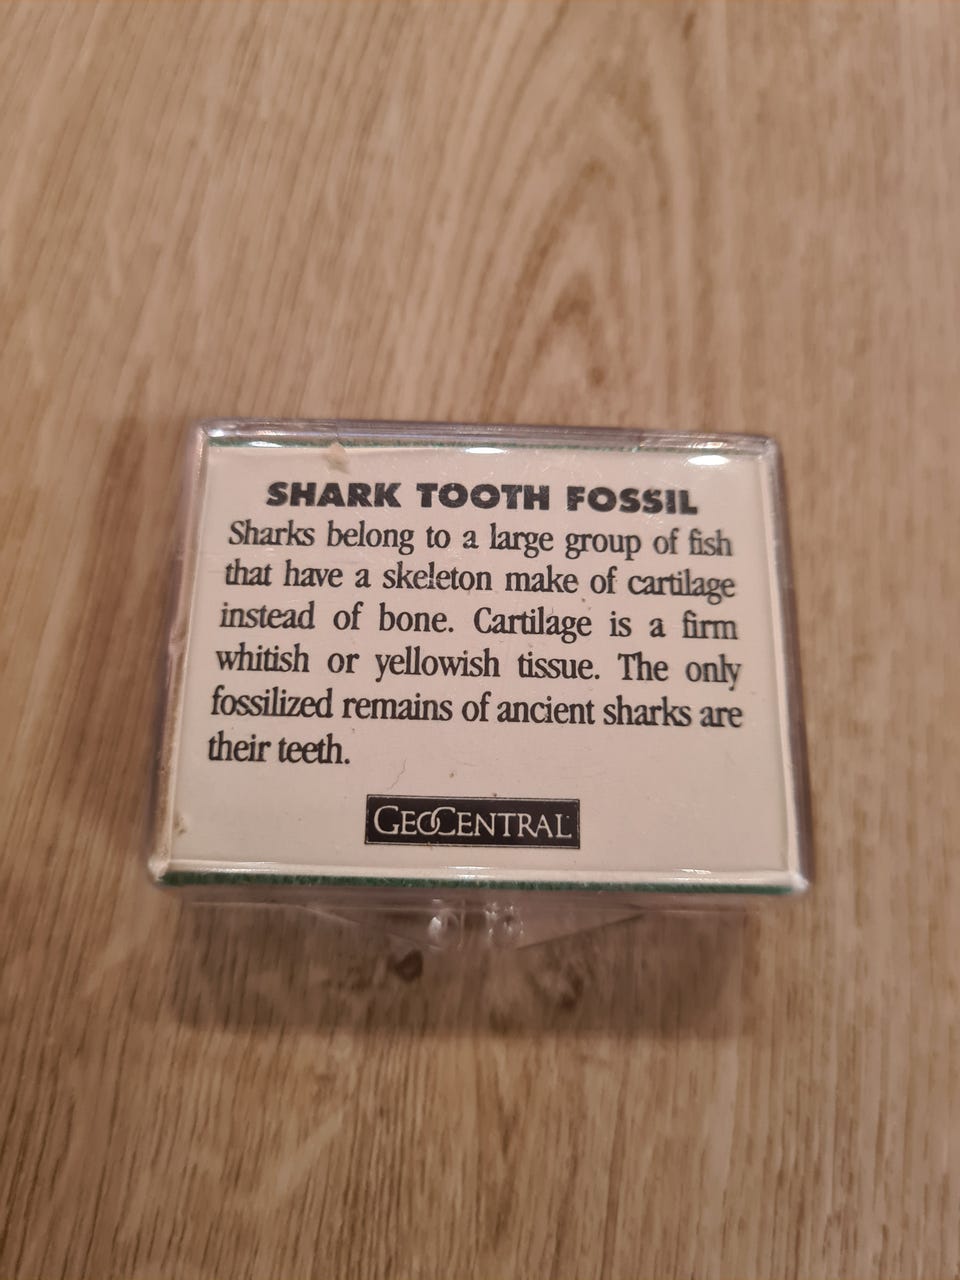 SHARK TOOTH FOSSIL
Sharks belong to a large group of fish
that have a skeleton make of cartilage
instead of bone. Cartilage is a firm
whitish or yellowish tissue. The only
fossilized remains of ancient sharks are
their teeth.
GEOCENTRAL